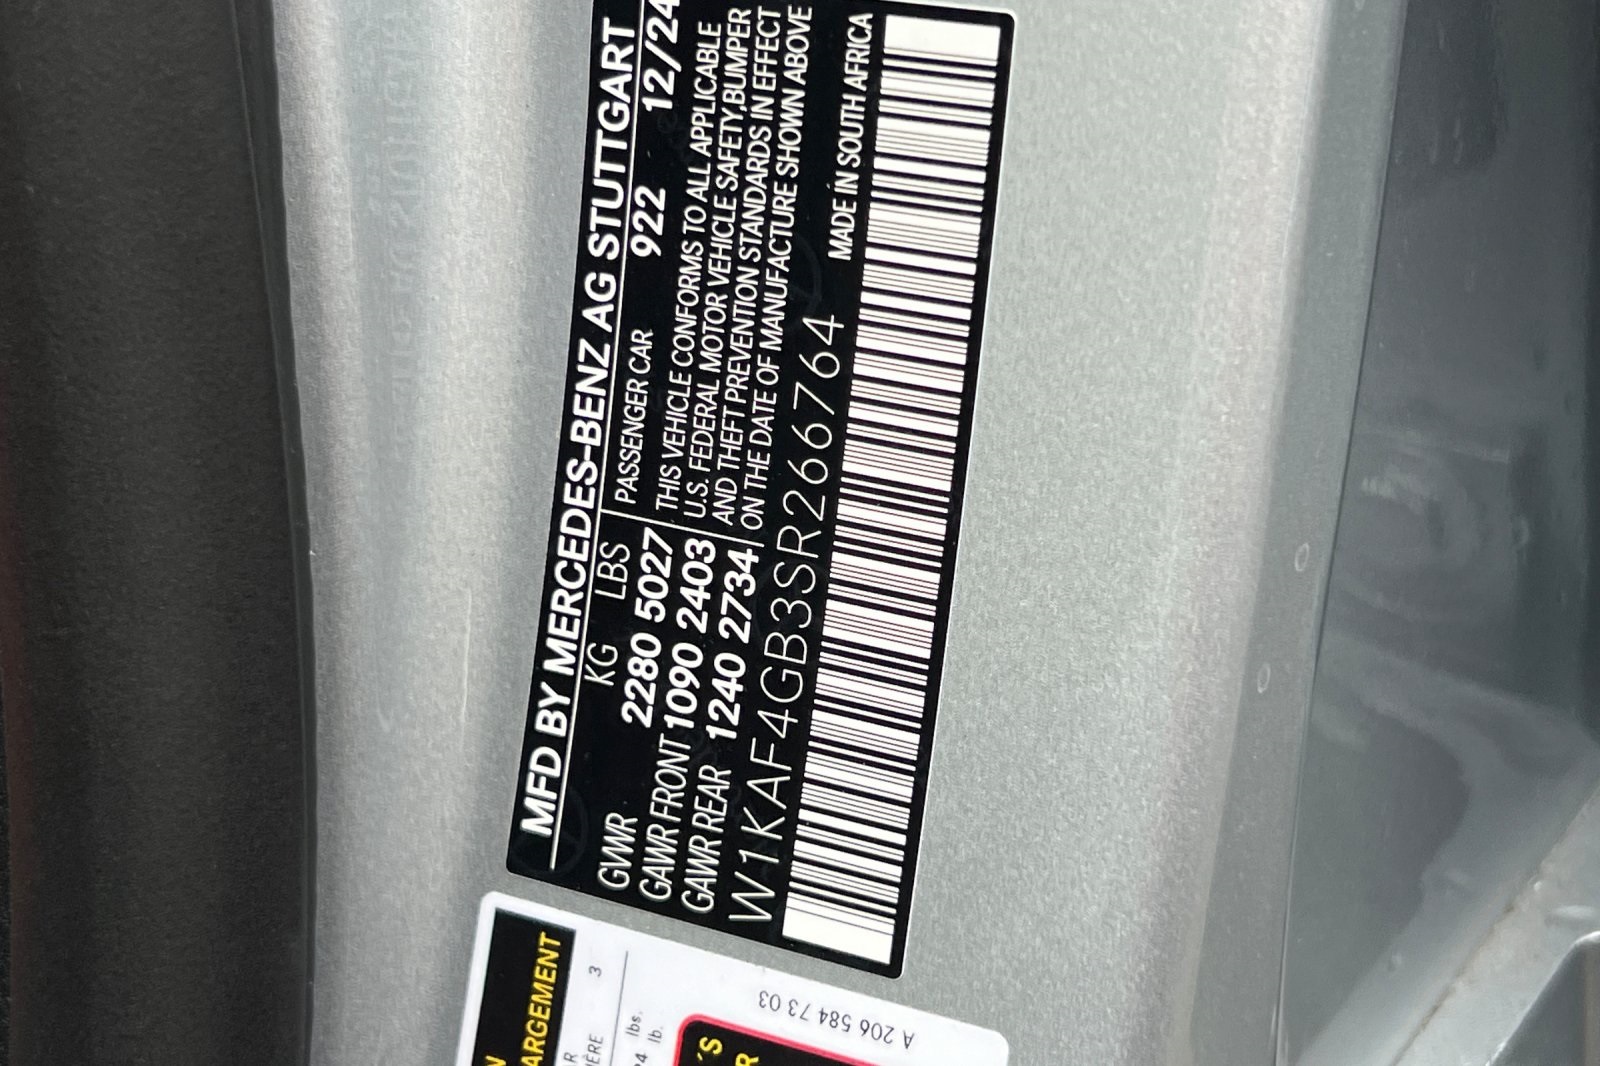 MFD BY MERCEDES-BENZ AG STUTTGART
KG LBS PASSENGER CAR 922 12/24
GVWR 2280 5027
GAWR FRONT 1090 2403
GAWR REAR 1240 2734
THIS VEHICLE CONFORMS TO ALL APPLICABLE
U.S. FEDERAL MOTOR VEHICLE SAFETY,BUMPER
AND THEFT PREVENTION STANDARDS IN EFFECT
ON THE DATE OF MANUFACTURE SHOWN ABOVE
W1KAF4GB3SR266764 MADE IN SOUTH AFRICA
ARGEMENT
3
lbs.
lb.
A 206 584 73 03